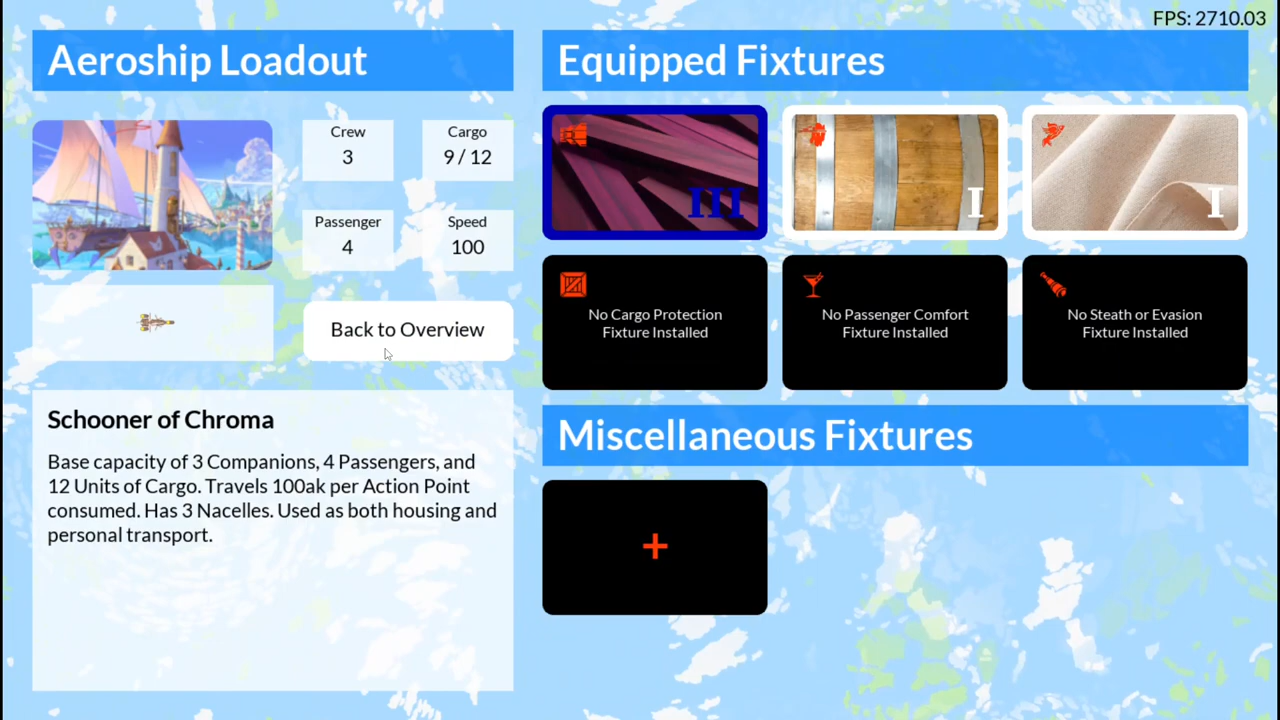 FPS: 2710.03
Aeroship Loadout
Crew
3
Cargo
9 / 12
Passenger
4
Speed
100
Back to Overview
Schooner of Chroma
Base capacity of 3 Companions, 4 Passengers, and
12 Units of Cargo. Travels 100ak per Action Point
consumed. Has 3 Nacelles. Used as both housing and
personal transport.
Equipped Fixtures
III
I
I
No Cargo Protection
Fixture Installed
No Passenger Comfort
Fixture Installed
No Steath or Evasion
Fixture Installed
Miscellaneous Fixtures
+